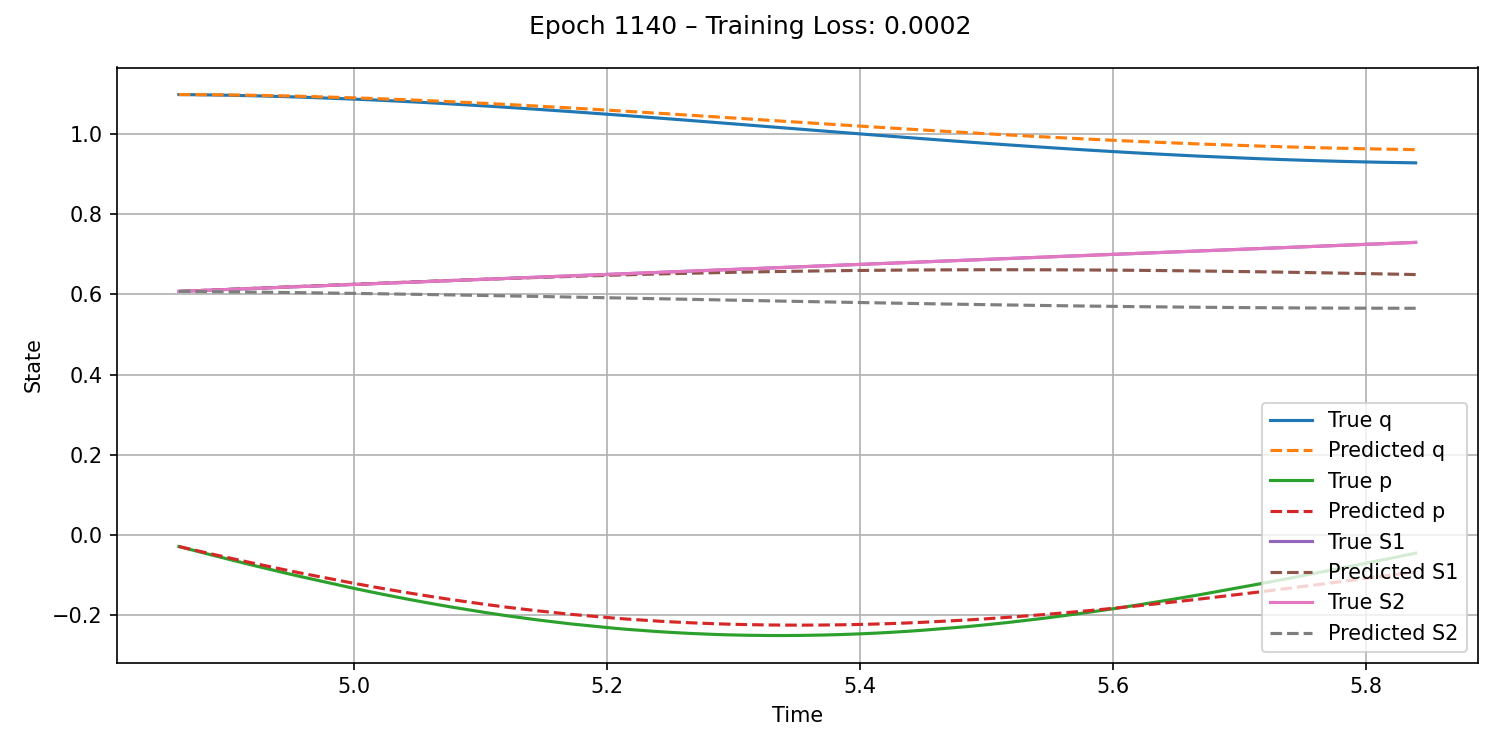 Epoch 1140 – Training Loss: 0.0002
1.0
0.8
0.6
0.4
0.2
0.0
−0.2
State
5.0
5.2
5.4
5.6
5.8
Time
True q
Predicted q
True p
Predicted p
True S1
Predicted S1
True S2
Predicted S2